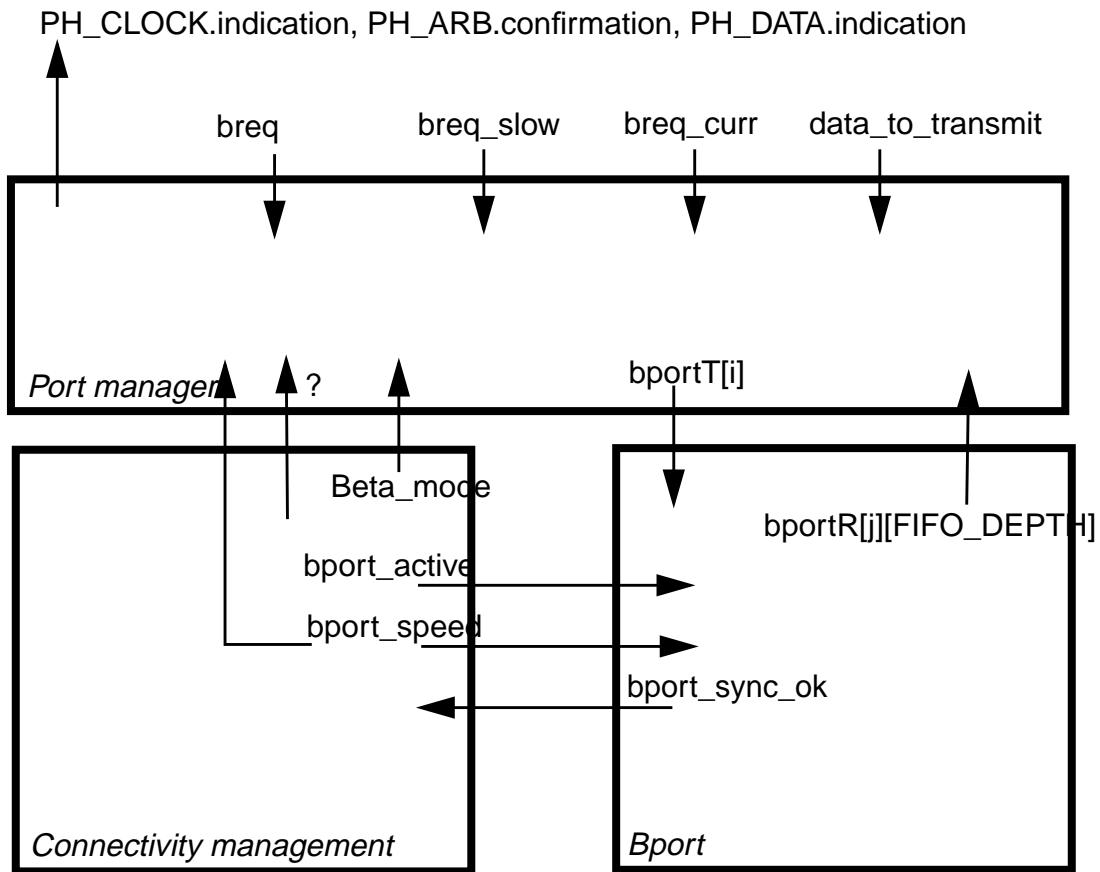 PH_CLOCK.indication, PH_ARB.confirmation, PH_DATA.indication
breq breq_slow breq_curr data_to_transmit
Port manager ? bportT[i]
Beta_mode
bportR[j][FIFO_DEPTH]
bport_active
bport_speed
bport_sync_ok
Connectivity management Bport